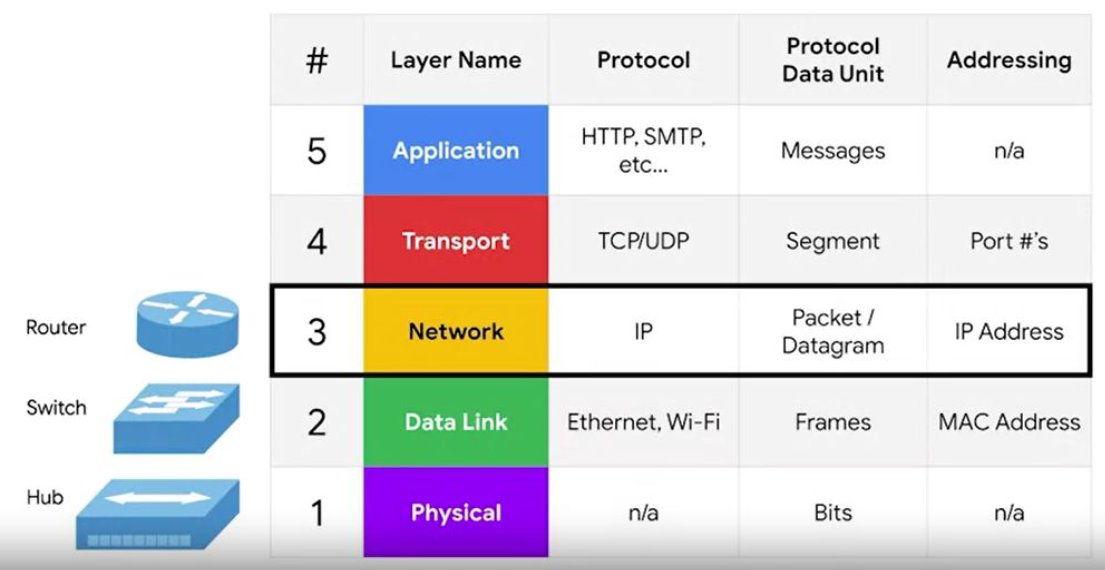 # Layer Name Protocol Protocol Data Unit Addressing
5 Application HTTP, SMTP, etc... Messages n/a
4 Transport TCP/UDP Segment Port #'s
Router 3 Network IP Packet / Datagram IP Address
Switch 2 Data Link Ethernet, Wi-Fi Frames MAC Address
Hub 1 Physical n/a Bits n/a